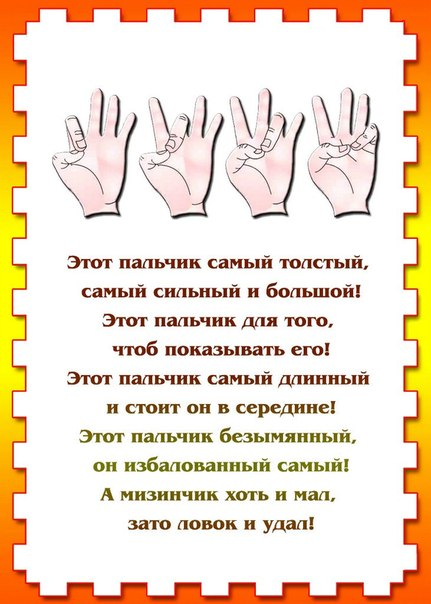 Этот пальчик самый толстый,
самый сильный и большой!
Этот пальчик для того,
чтоб показывать его!
Этот пальчик самый длинный
и стоит он в середине!
Этот пальчик безымянный,
он избалованный самый!
А мизинчик хоть и мал,
зато ловок и удал!